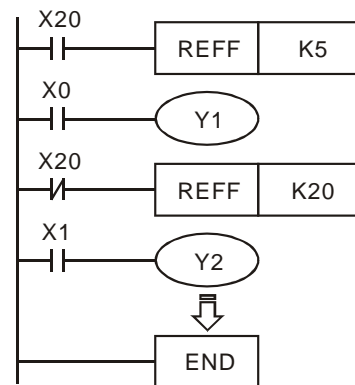 X20
REFF K5
X0
Y1
X20
REFF K20
X1
Y2
END